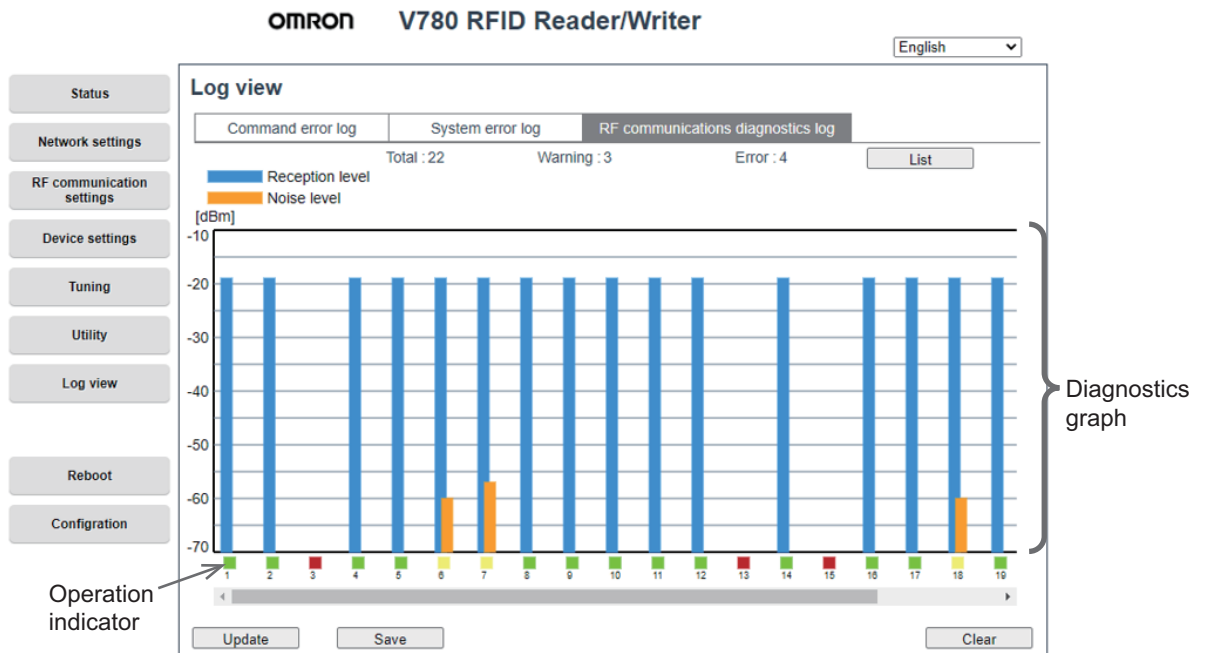 OMRON V780 RFID Reader/Writer
English
Status
Network settings
RF communication
settings
Device settings
Tuning
Utility
Log view
Reboot
Configration
Log view
Command error log System error log RF communications diagnostics log
Total : 22 Warning : 3 Error : 4 List
Reception level
Noise level
[dBm]
-10
-20
-30
-40
-50
-60
-70
1 2 3 4 5 6 7 8 9 10 11 12 13 14 15 16 17 18 19
Update Save Clear
Diagnostics
graph
Operation
indicator